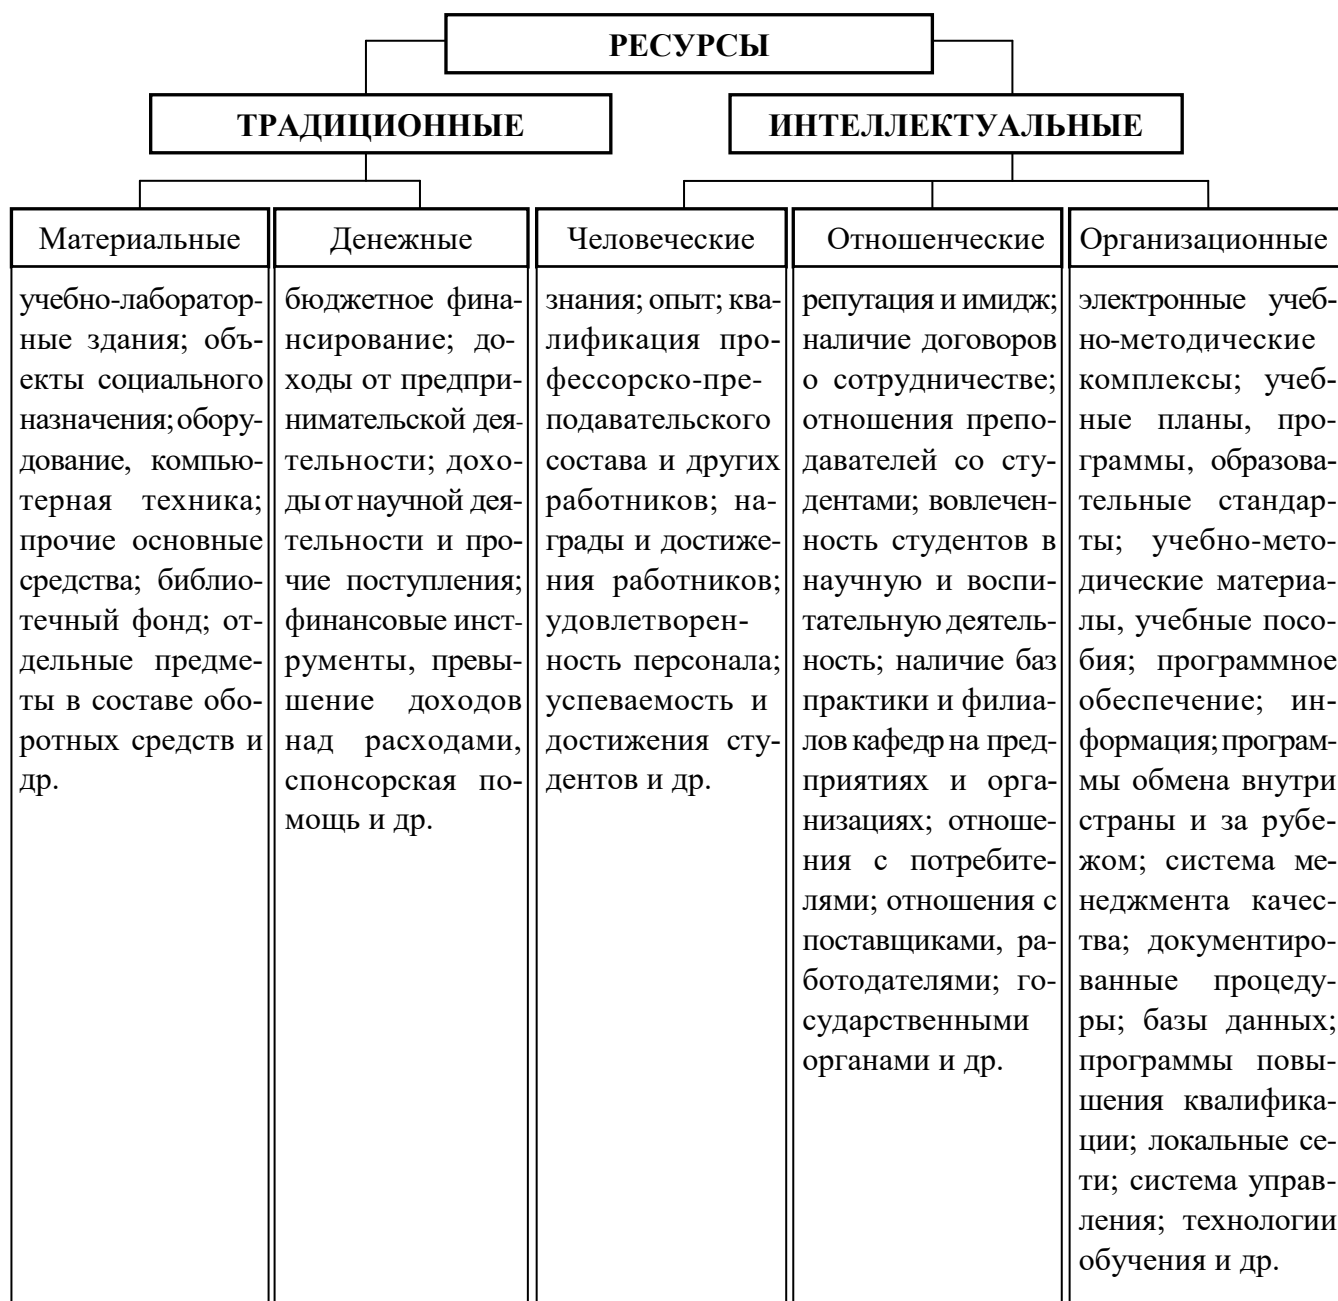 РЕСУРСЫ
ТРАДИЦИОННЫЕ
ИНТЕЛЛЕКТУАЛЬНЫЕ
Материальные
учебно-лаборатор-
ные здания; объ-
екты социального
назначения; обору-
дование, компью-
терная техника;
прочие основные
средства; библио-
течный фонд; от-
дельные предме-
ты в составе обо-
ротных средств и
др.
Денежные
бюджетное фина-
нсирование; до-
ходы от предпри-
нимательской дея-
тельности; дохо-
ды от научной дея-
тельности и про-
чие поступления;
финансовые инст-
рументы, превы-
шение доходов
над расходами,
спонсорская по-
мощь и др.
Человеческие
знания; опыт; ква-
лификация про-
фессорско-пре-
подавательского
состава и других
работников; на-
грады и достиже-
ния работников;
удовлетворен-
ность персонала;
успеваемость и
достижения сту-
дентов и др.
Отношенческие
репутация и имидж;
наличие договоров
о сотрудничестве;
отношения препо-
давателей со сту-
дентами; вовлечен-
ность студентов в
научную и воспи-
тательную деятель-
ность; наличие баз
практики и филиа-
лов кафедр на пред-
приятиях и орга-
низациях; отноше-
ния с потребите-
лями; отношения с
поставщиками, ра-
ботодателями; го-
сударственными
органами и др.
Организационные
электронные учеб-
но-методические
комплексы; учеб-
ные планы, про-
граммы, образова-
тельные стандар-
ты; учебно-мето-
дические материа-
лы, учебные посо-
бия; программное
обеспечение; ин-
формация; програм-
мы обмена внутри
страны и за рубе-
жом; система ме-
неджмента качес-
тва; документиро-
ванные процеду-
ры; базы данных;
программы повы-
шения квалифика-
ции; локальные се-
ти; система управ-
ления; технологии
обучения и др.